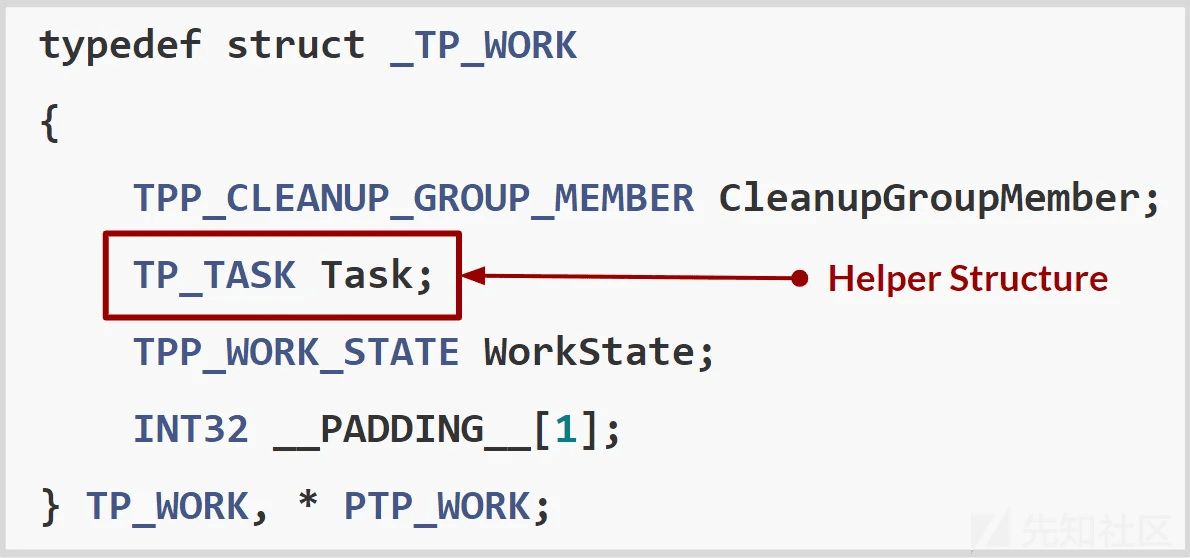 typedef struct _TP_WORK
{
TPP_CLEANUP_GROUP_MEMBER CleanupGroupMember;
TP_TASK Task;
Helper Structure
TPP_WORK_STATE WorkState;
INT32 __PADDING__[1];
} TP_WORK, * PTP_WORK;
先知社区